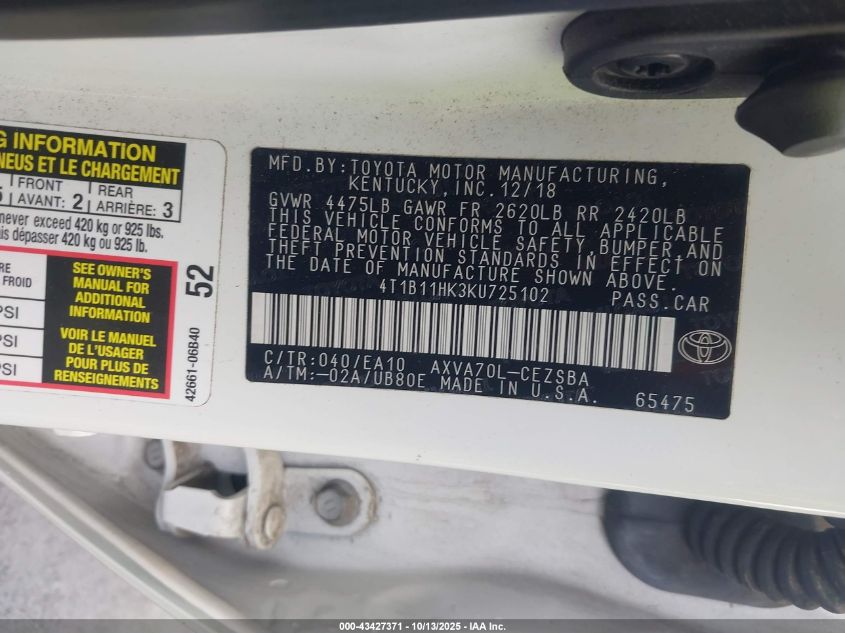 G INFORMATION
NEUS ET LE CHARGEMENT
5 FRONT AVANT: 2 REAR ARRIÈRE: 3
never exceed 420 kg or 925 lbs.
dépasser 420 kg ou 925 lb.
FROID
PSI
PSI
SEE OWNER'S
MANUAL FOR
ADDITIONAL
INFORMATION
VOIR LE MANUEL
DE L'USAGER
POUR PLUS DE
RENSEIGNEMENTS
52
42661-06B40
MFD.BY:TOYOTA MOTOR MANUFACTURING,
KENTUCKY,INC. 12/18
GVWR 4475LB GAWR FR 2620LB RR 2420LB
THIS VEHICLE CONFORMS TO ALL APPLICABLE
FEDERAL MOTOR VEHICLE SAFETY,BUMPER,AND
THEFT PREVENTION STANDARDS IN EFFECT ON
THE DATE OF MANUFACTURE SHOWN ABOVE.
4T1B11HK3KU725102 PASS.CAR
C/TR:040/EA10 AXVA70L-CEZSBA
A/TM:-02A/UB80E MADE IN U.S.A.
65475
000-43427371 - 10/13/2025 - IAA Inc.